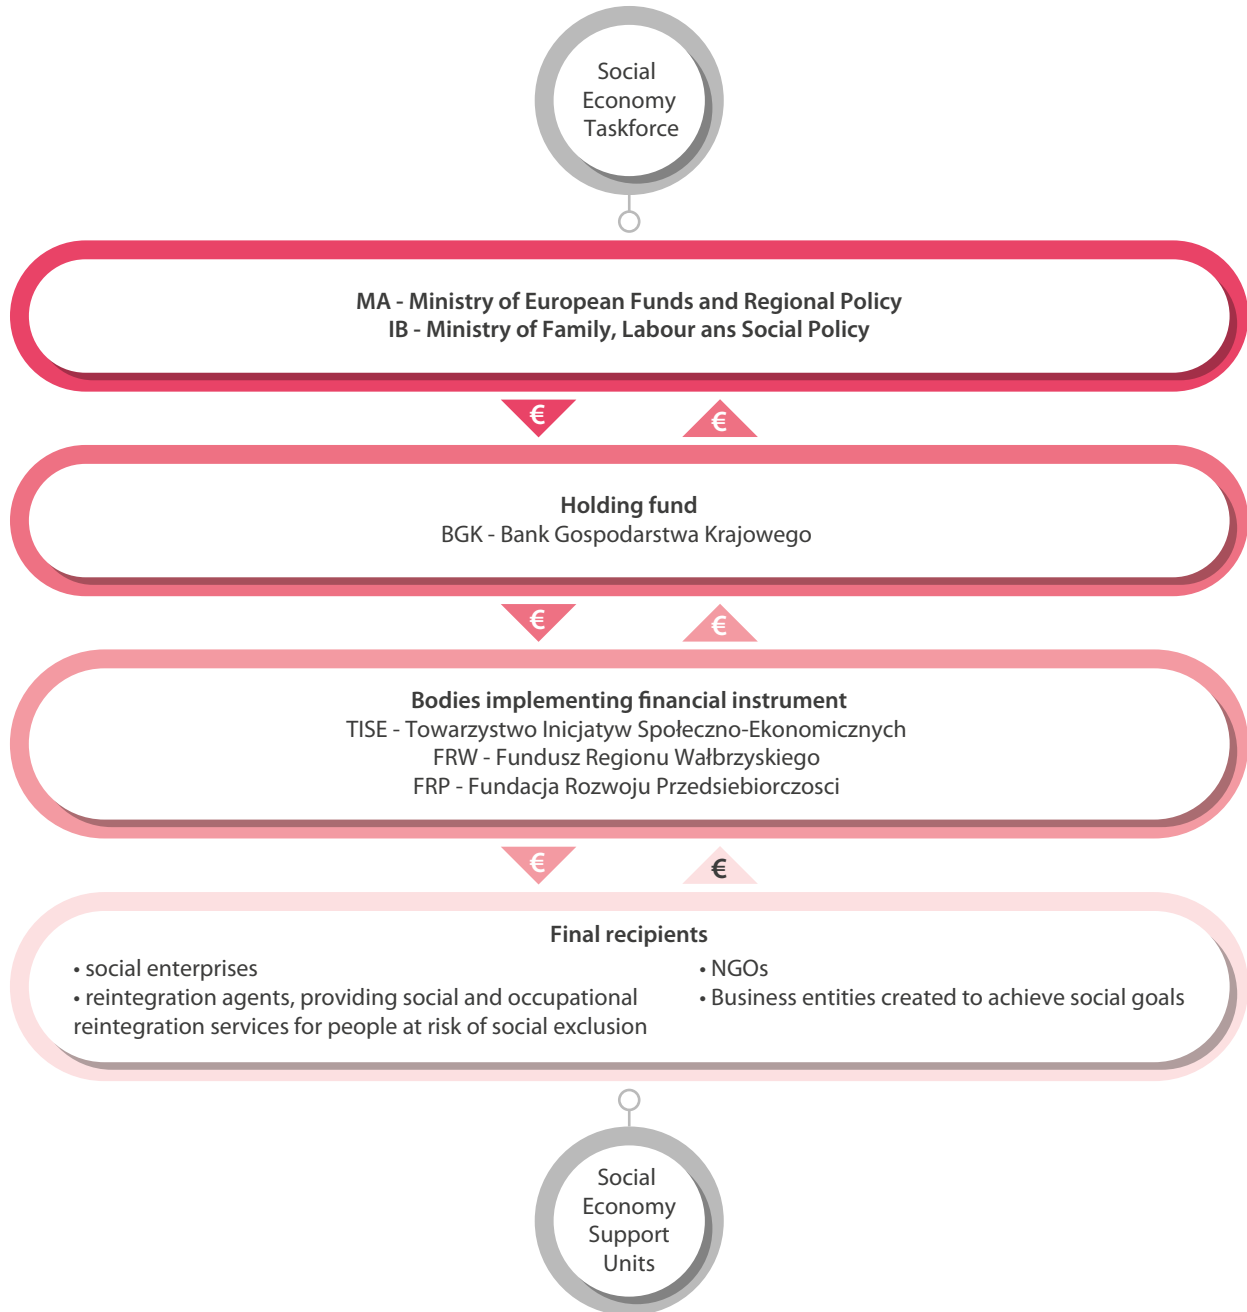 Social
Economy
Taskforce
MA - Ministry of European Funds and Regional Policy
IB - Ministry of Family, Labour ans Social Policy
€ €
Holding fund
BGK - Bank Gospodarstwa Krajowego
€ €
Bodies implementing financial instrument
TISE - Towarzystwo Inicjatyw Społeczno-Ekonomicznych
FRW - Fundusz Regionu Wałbrzyskiego
FRP - Fundacja Rozwoju Przedsiebiorczosci
€ €
Final recipients
• social enterprises
• reintegration agents, providing social and occupational
reintegration services for people at risk of social exclusion
• NGOs
• Business entities created to achieve social goals
Social
Economy
Support
Units